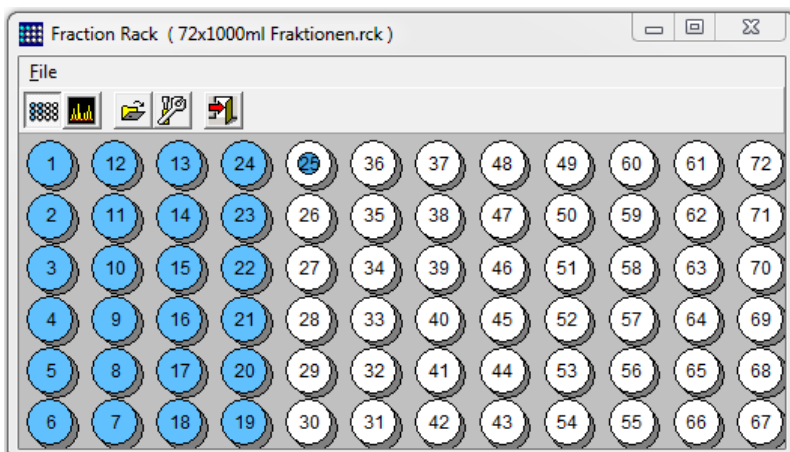 Fraction Rack ( 72x1000ml Fraktionen.rck )
File
1 12 13 24 25 36 37 48 49 60 61 72
2 11 14 23 26 35 38 47 50 59 62 71
3 10 15 22 27 34 39 46 51 58 63 70
4 9 16 21 28 33 40 45 52 57 64 69
5 8 17 20 29 32 41 44 53 56 65 68
6 7 18 19 30 31 42 43 54 55 66 67